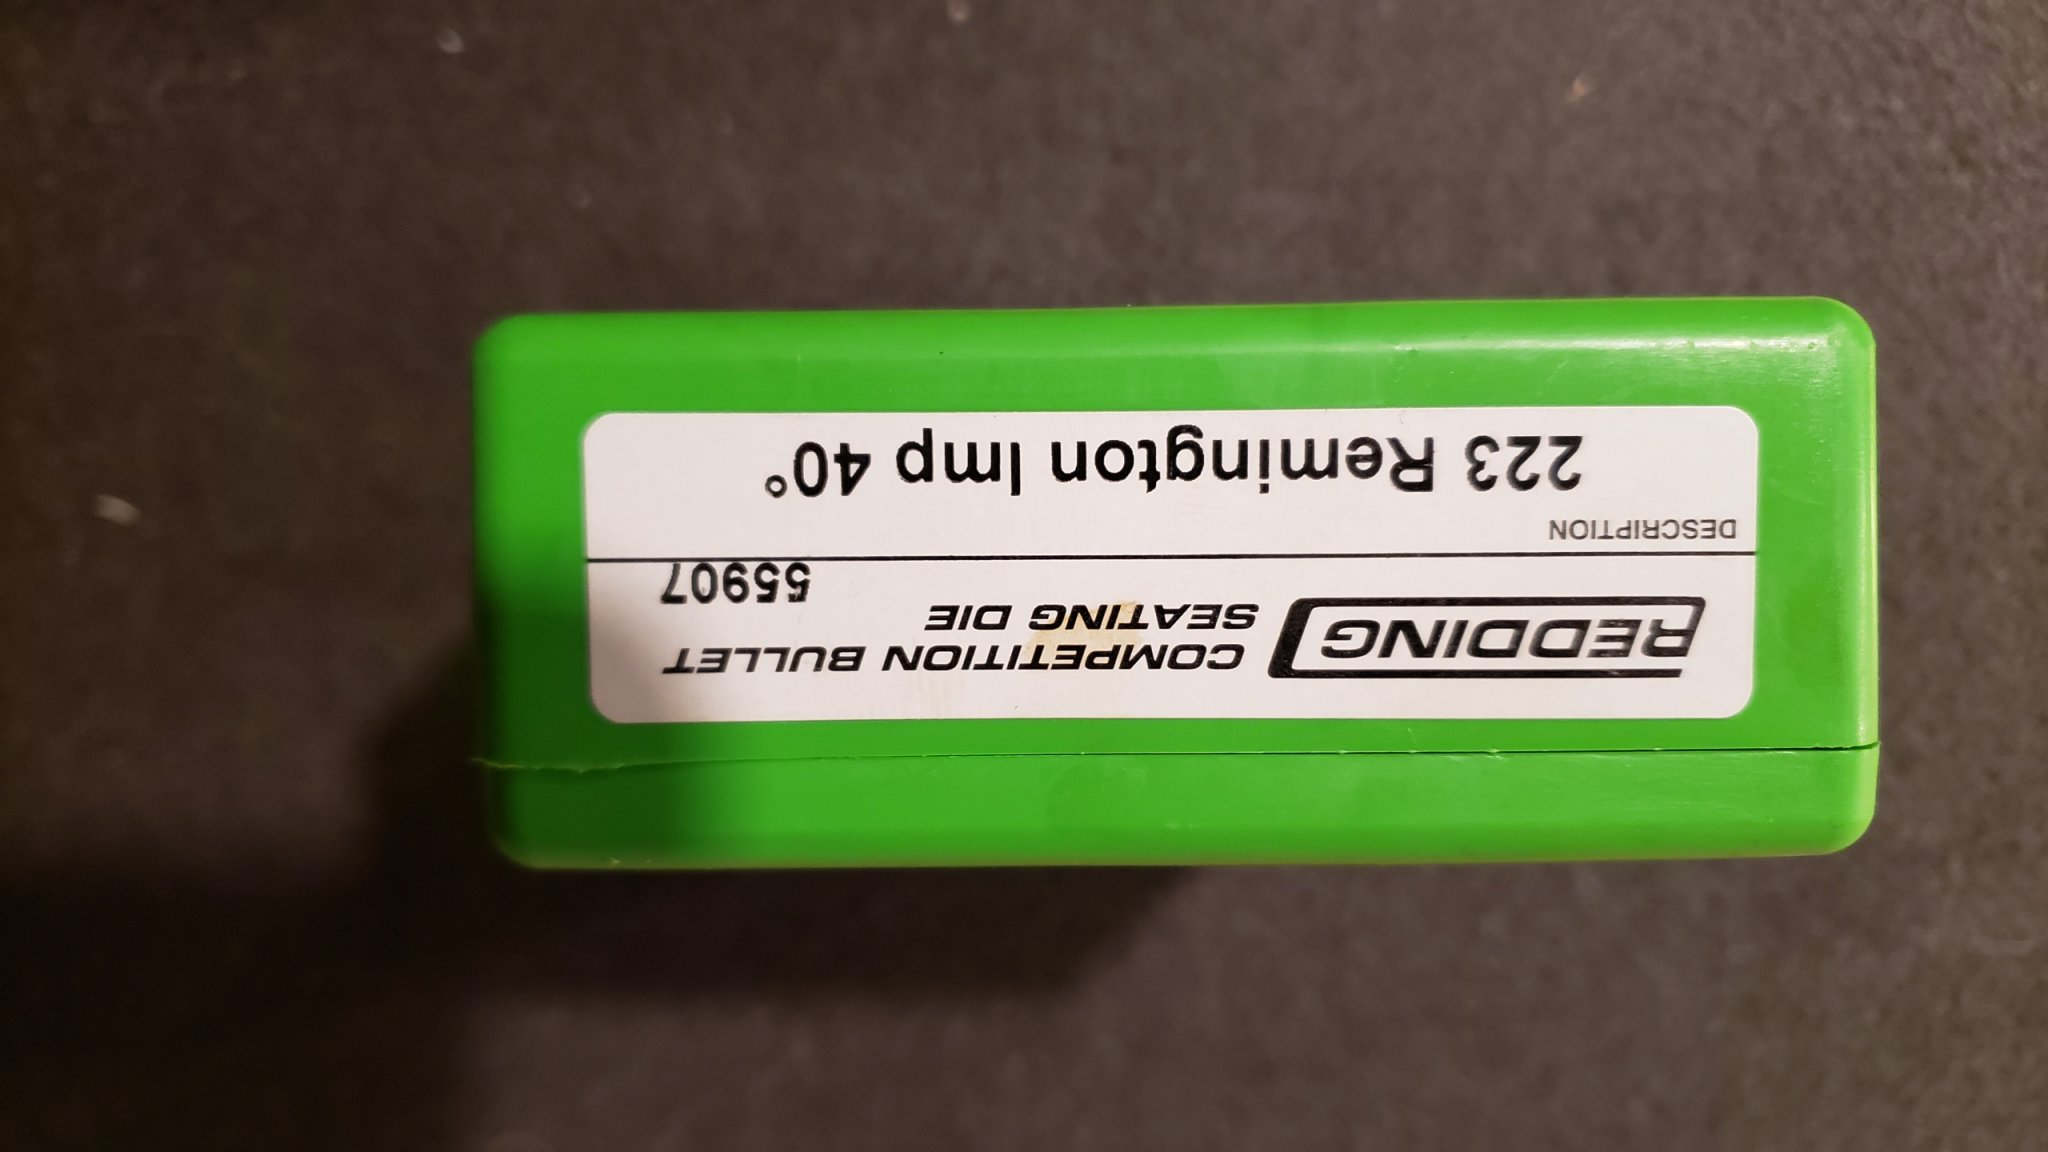 REDDING
COMPETITION BULLET
SEATING DIE
55907
DESCRIPTION
223 Remington Imp 40°